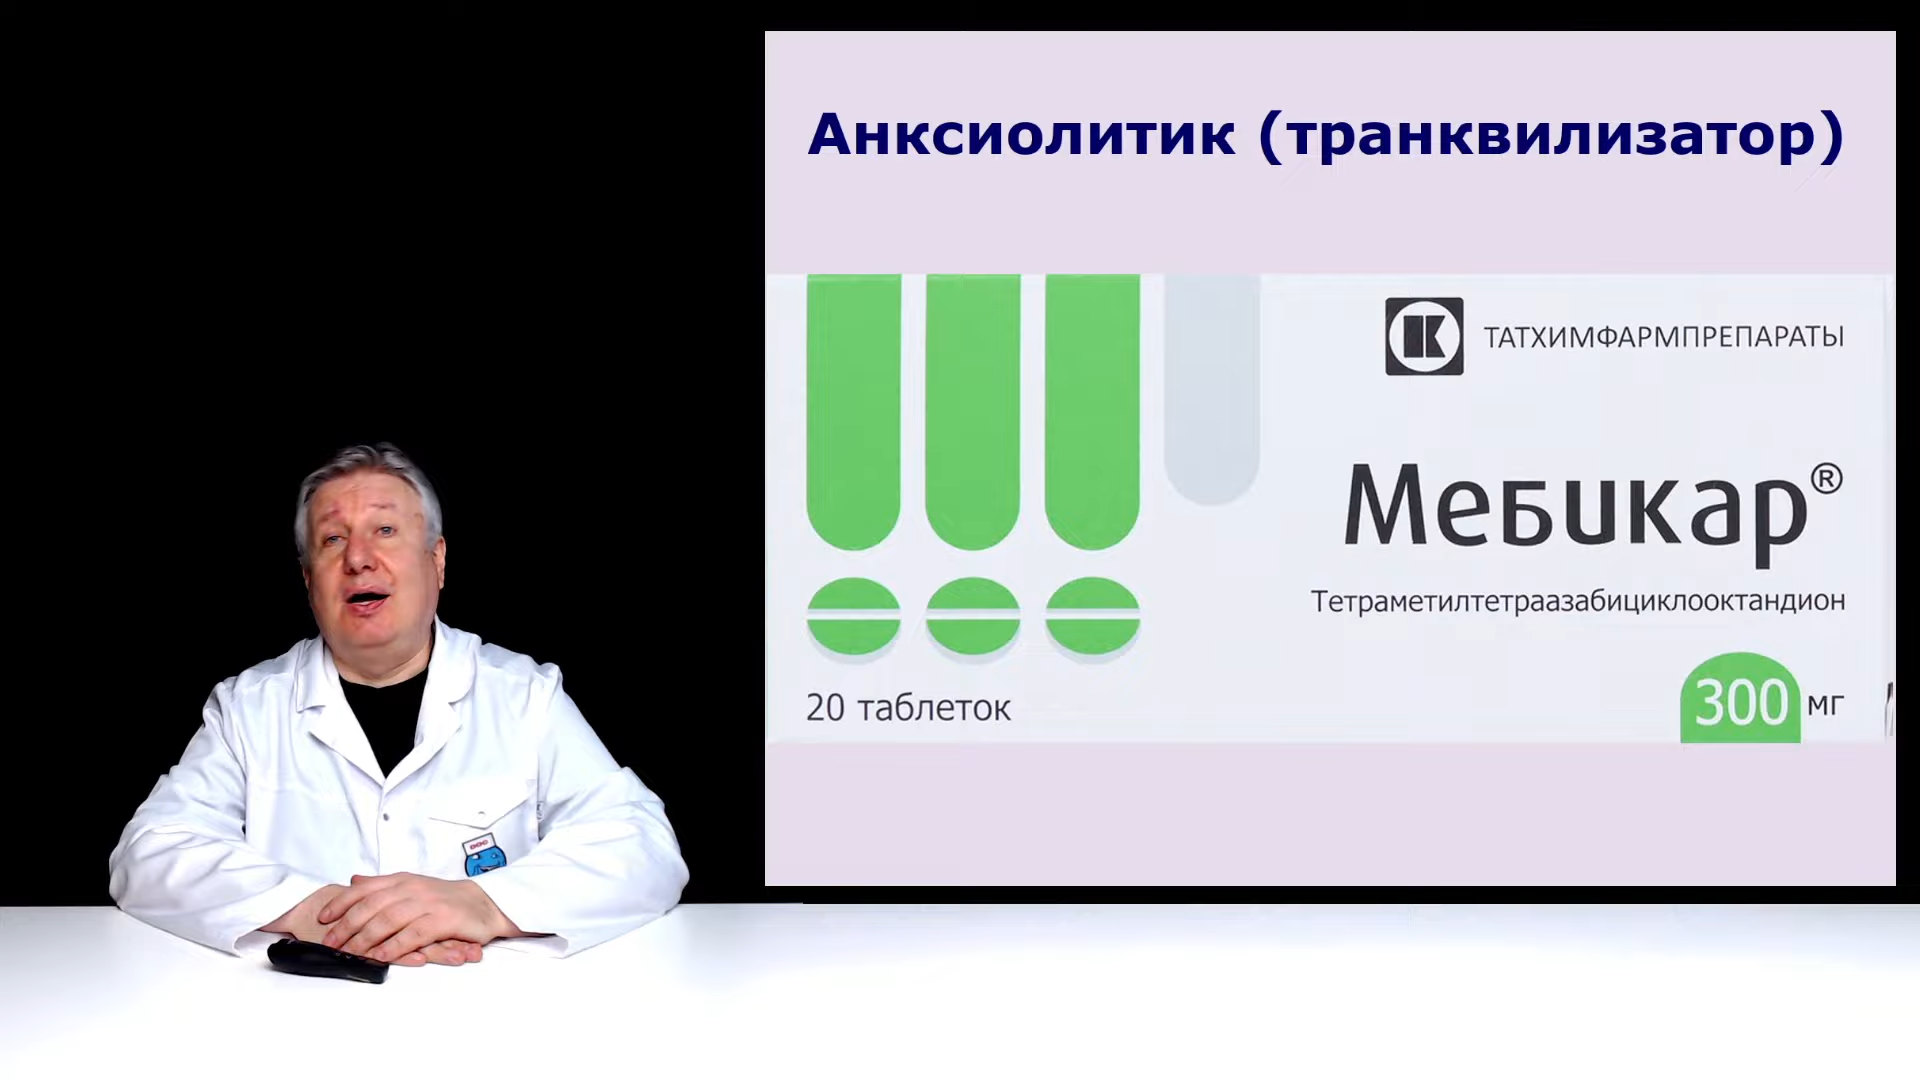 Анксиолитик (транквилизатор)
ТАТХИМФАРМПРЕПАРАТЫ
Мебикар®
Тетраметилтетраазабициклооктандион
20 таблеток
300 мг